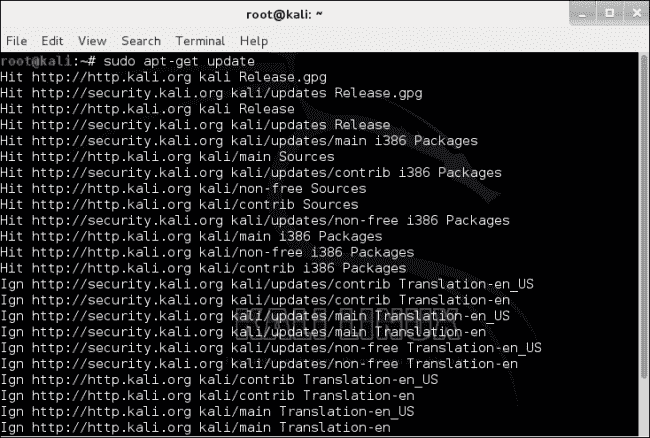 root@kali: ~
File Edit View Search Terminal Help
root@kali:~# sudo apt-get update
Hit http://http.kali.org kali Release.gpg
Hit http://security.kali.org kali/updates Release.gpg
Hit http://http.kali.org kali Release
Hit http://security.kali.org kali/updates Release
Hit http://security.kali.org kali/updates/main i386 Packages
Hit http://http.kali.org kali/main Sources
Hit http://security.kali.org kali/updates/contrib i386 Packages
Hit http://http.kali.org kali/non-free Sources
Hit http://http.kali.org kali/contrib Sources
Hit http://security.kali.org kali/updates/non-free i386 Packages
Hit http://http.kali.org kali/main i386 Packages
Hit http://http.kali.org kali/non-free i386 Packages
Hit http://http.kali.org kali/contrib i386 Packages
Ign http://security.kali.org kali/updates/contrib Translation-en_US
Ign http://security.kali.org kali/updates/contrib Translation-en
Ign http://security.kali.org kali/updates/main Translation-en_US
Ign http://security.kali.org kali/updates/main Translation-en
KALI LINUX
Ign http://security.kali.org kali/updates/non-free Translation-en_US
Ign http://security.kali.org kali/updates/non-free Translation-en
Ign http://http.kali.org kali/contrib Translation-en_US
Ign http://http.kali.org kali/contrib Translation-en
Ign http://http.kali.org kali/main Translation-en_US
Ign http://http.kali.org kali/main Translation-en